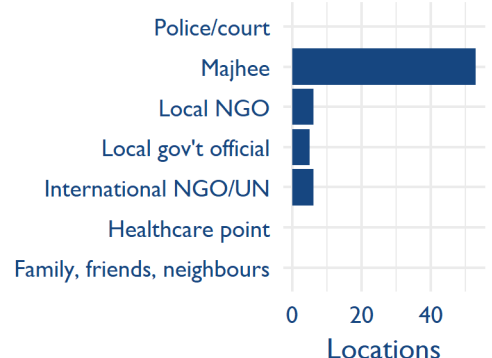 Police/court
Majhee
Local NGO
Local gov't official
International NGO/UN
Healthcare point
Family, friends, neighbours
0 20 40
Locations